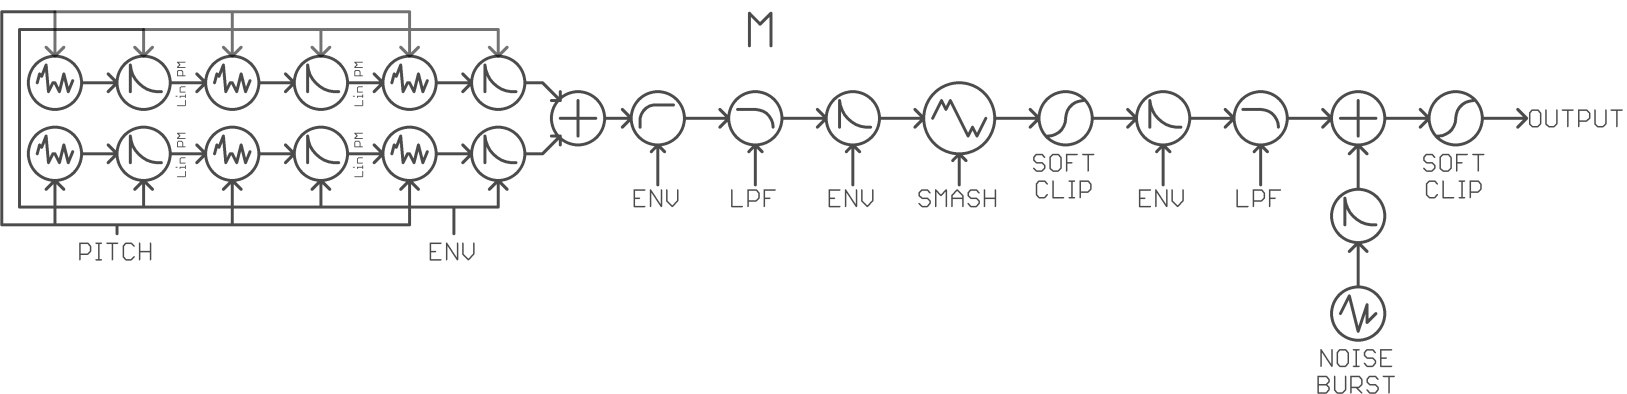 M
Lin PM
Lin PM
Lin PM
Lin PM
PITCH
ENV
ENV
LPF
ENV
SMASH
SOFT
CLIP
ENV
LPF
NOISE
BURST
SOFT
CLIP
OUTPUT